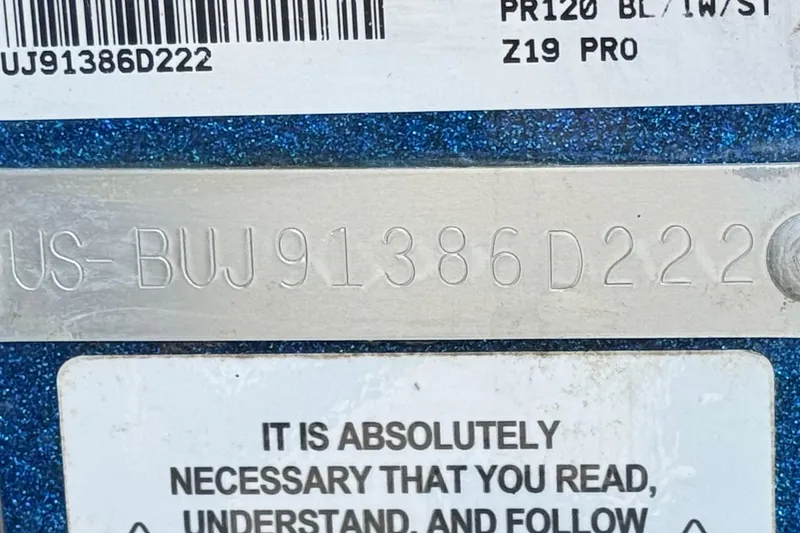 PR120 BL/IW/ST
UJ91386D222
Z19 PRO
US-BUJ91386D222
IT IS ABSOLUTELY
NECESSARY THAT YOU READ,
UNDERSTAND, AND FOLLOW